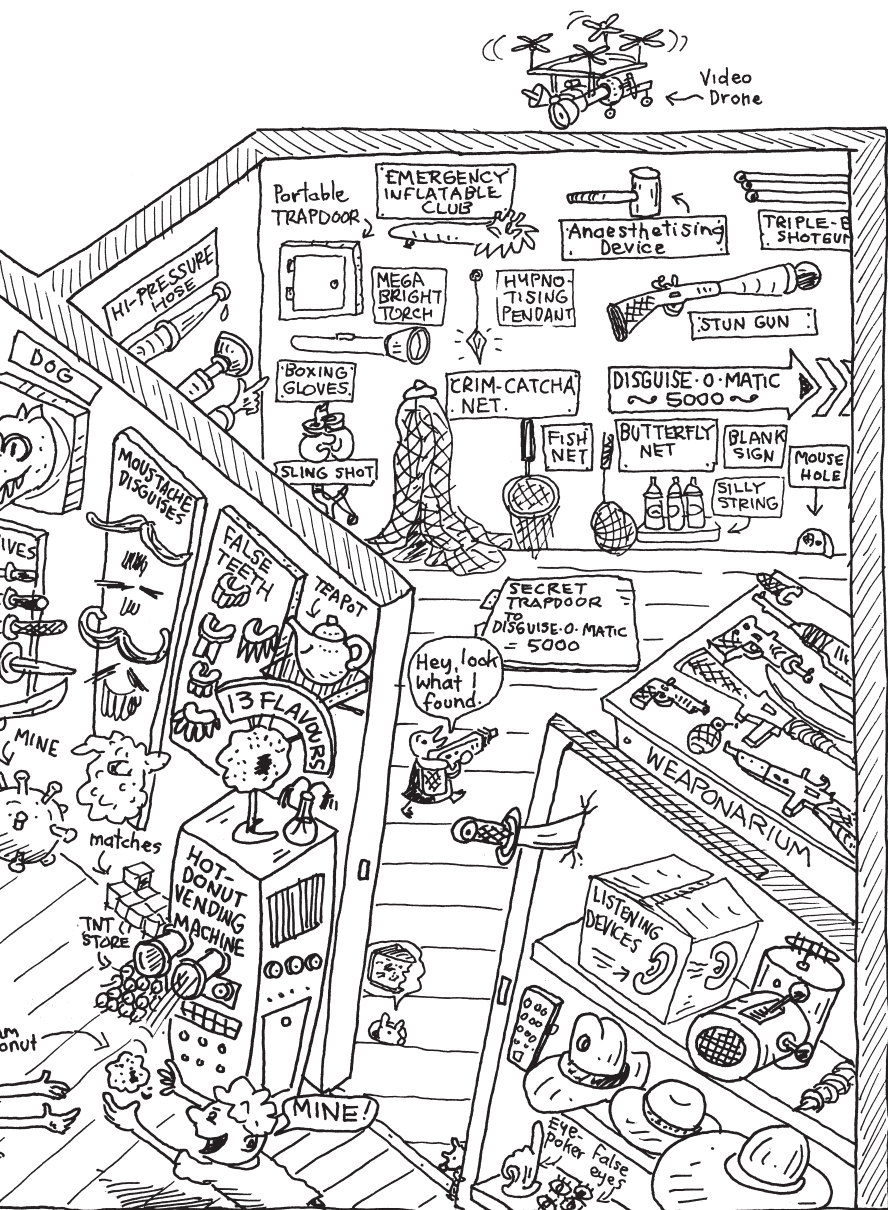 Video
Drone
EMERGENCY
INFLATABLE
CLUB
Portable
TRAPDOOR
Anaesthetising
Device
TRIPLE-B
SHOTGUN
HI-PRESSURE
HOSE
MEGA
BRIGHT
TORCH
HYPNO-
TISING
PENDANT
STUN GUN
DOG
BOXING
GLOVES
CRIM-CATCHA
NET.
DISGUISE·O·MATIC
5000
SLING SHOT
FISH
NET
BUTTERFLY
NET
BLANK
SIGN
MOUSE
HOLE
SILLY
STRING
MOUSTACHE
DISGUISES
IVES
FALSE
TEETH
TEAPOT
SECRET
TRAPDOOR
TO
DISGUISE·O·MATIC
5000
Hey, look
what I
found.
13 FLAVOURS
MINE
WEAPONARIUM
matches
HOT-
DONUT
VENDING
MACHINE
TNT
STORE
LISTENING
DEVICES
am
onut
MINE!
Eye-
Poker
False
eyes